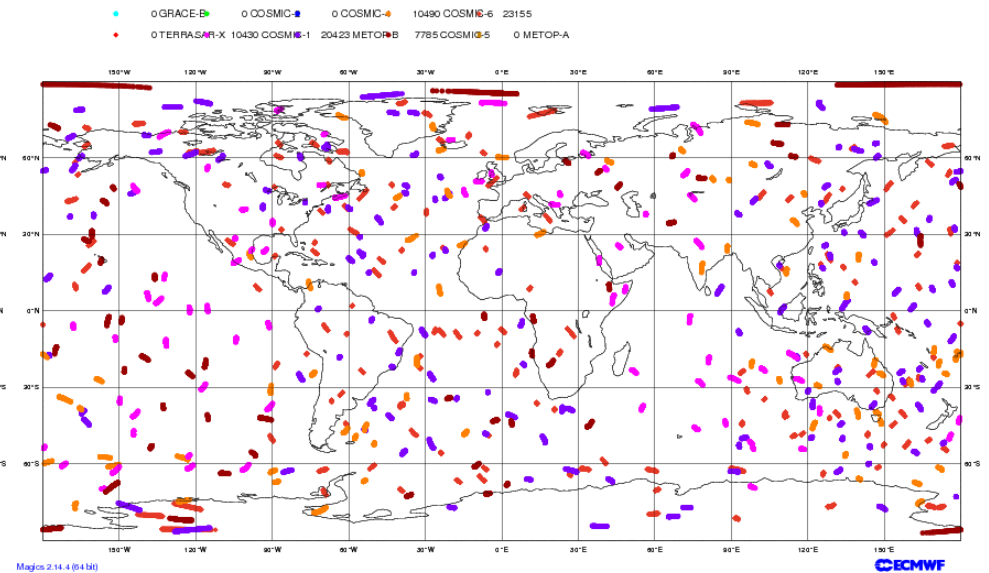 0 GRACE-B 0 COSMIC-2 0 COSMIC-4 10490 COSMIC-6 23155
0 TERRASAR-X 10430 COSMIC-1 20423 METOP-B 7785 COSMIC-5 0 METOP-A
150°W 120°W 90°W 60°W 30°W 0°E 30°E 60°E 90°E 120°E 150°E
60°N
30°N
0°N
30°S
60°S
150°W 120°W 90°W 60°W 30°W 0°E 30°E 60°E 90°E 120°E 150°E
Magics 2.14.4 (64 bit) ECMWF